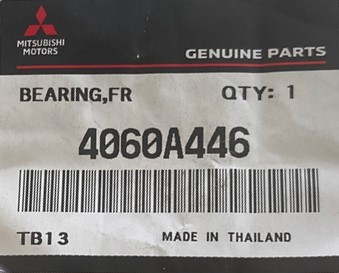 MITSUBISHI
MOTORS
GENUINE PARTS
BEARING,FR QTY: 1
4060A446
TB13 MADE IN THAILAND